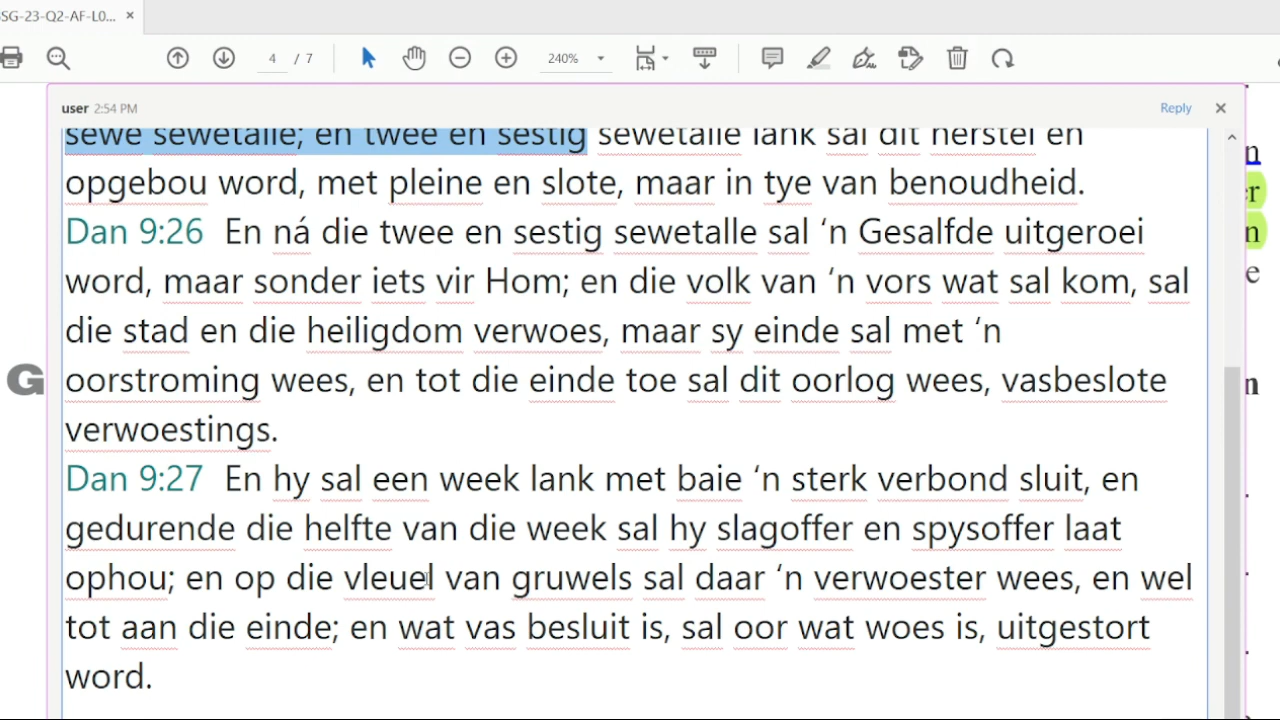 SG-23-Q2-AF-L0... ×
4 / 7 240%
user 2:54 PM Reply
sewe sewetalle; en twee en sestig sewetalle lank sal dit herstel en
opgebou word, met pleine en slote, maar in tye van benoudheid.
Dan 9:26 En ná die twee en sestig sewetalle sal ‘n Gesalfde uitgeroei
word, maar sonder iets vir Hom; en die volk van ‘n vors wat sal kom, sal
die stad en die heiligdom verwoes, maar sy einde sal met ‘n
oorstroming wees, en tot die einde toe sal dit oorlog wees, vasbeslote
verwoestings.
Dan 9:27 En hy sal een week lank met baie ‘n sterk verbond sluit, en
gedurende die helfte van die week sal hy slagoffer en spysoffer laat
ophou; en op die vleuel van gruwels sal daar ‘n verwoester wees, en wel
tot aan die einde; en wat vas besluit is, sal oor wat woes is, uitgestort
word.